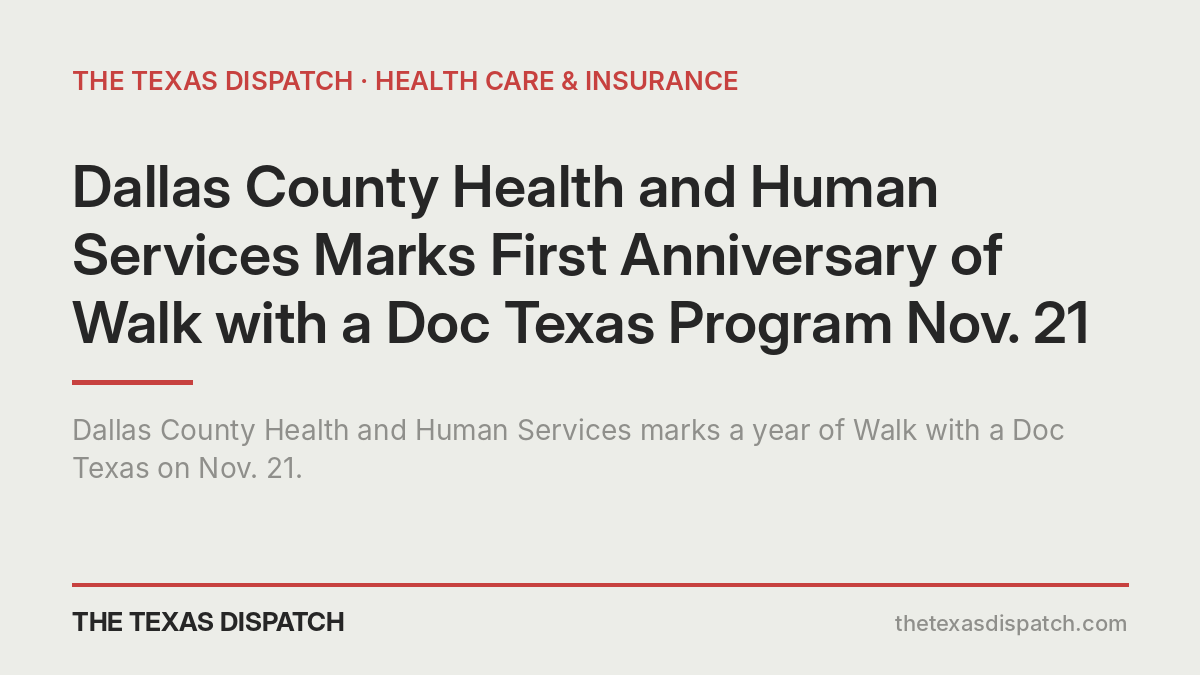 THE TEXAS DISPATCH · HEALTH CARE & INSURANCE
Dallas County Health and Human
Services Marks First Anniversary of
Walk with a Doc Texas Program Nov. 21
Dallas County Health and Human Services marks a year of Walk with a Doc
Texas on Nov. 21.
THE TEXAS DISPATCH
thetexasdispatch.com